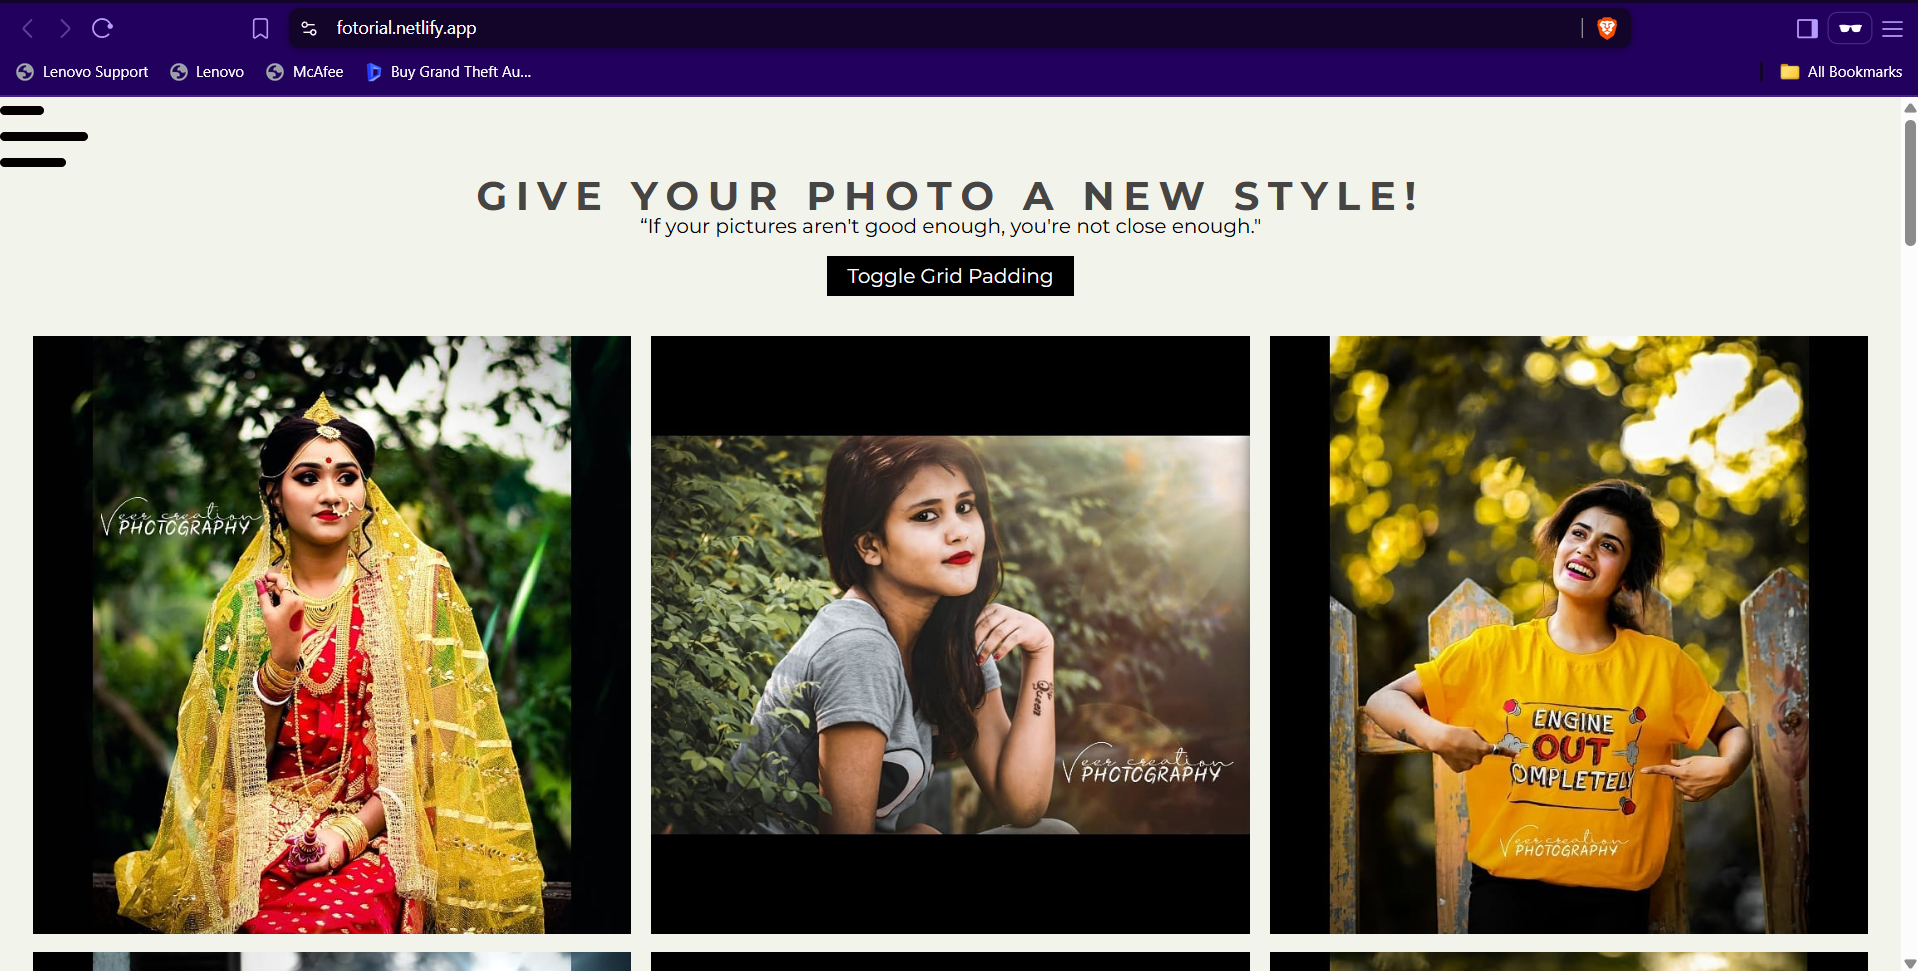 fotorial.netlify.app
Lenovo Support
Lenovo
McAfee
Buy Grand Theft Au...
All Bookmarks
GIVE YOUR PHOTO A NEW STYLE!
“If your pictures aren't good enough, you're not close enough."
Toggle Grid Padding
Veer creation
PHOTOGRAPHY
Queen
Veer creation
PHOTOGRAPHY
ENGINE
OUT
OMPLETELY
Veer creation
PHOTOGRAPHY